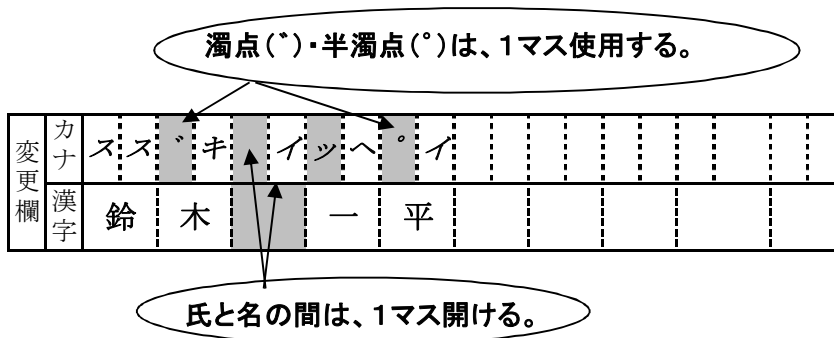 濁点(゛)・半濁点(゜)は、1マス使用する。
変更欄
カナ
スス゛キ イッヘ゜イ
漢字
鈴木 一平
氏と名の間は、1マス開ける。